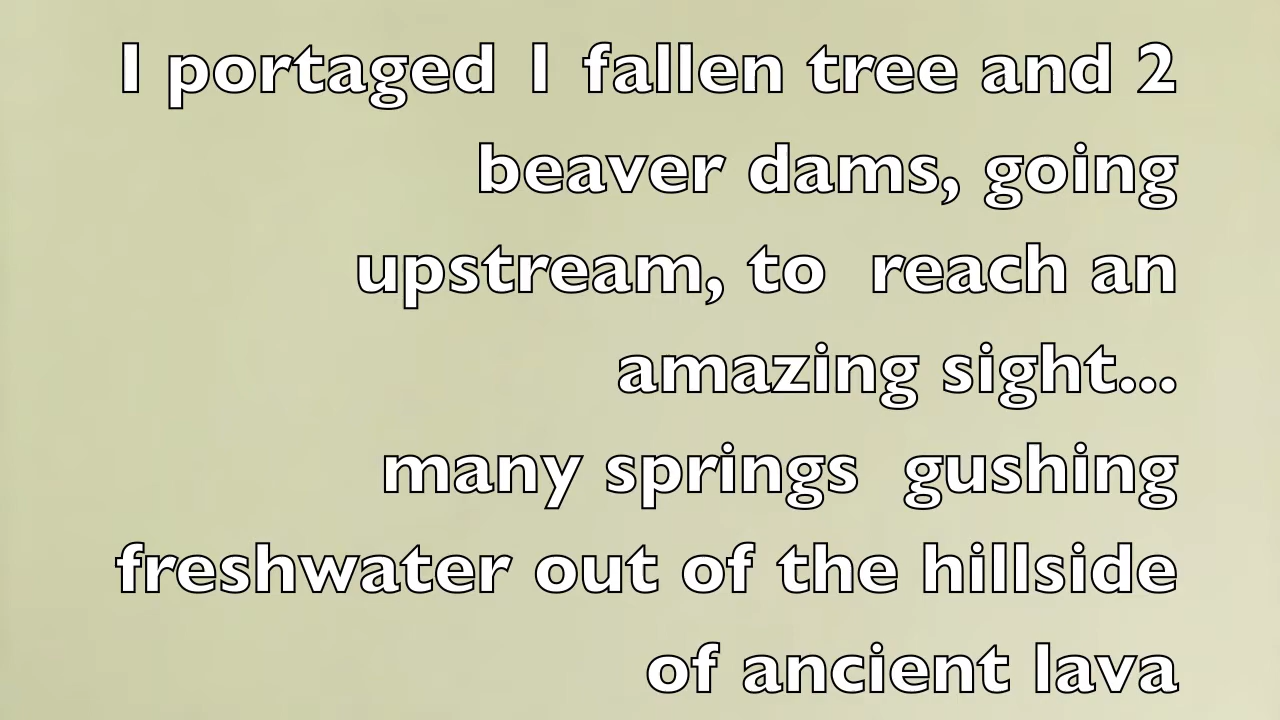 I portaged 1 fallen tree and 2
beaver dams, going
upstream, to  reach an
amazing sight...
many springs  gushing
freshwater out of the hillside
of ancient lava